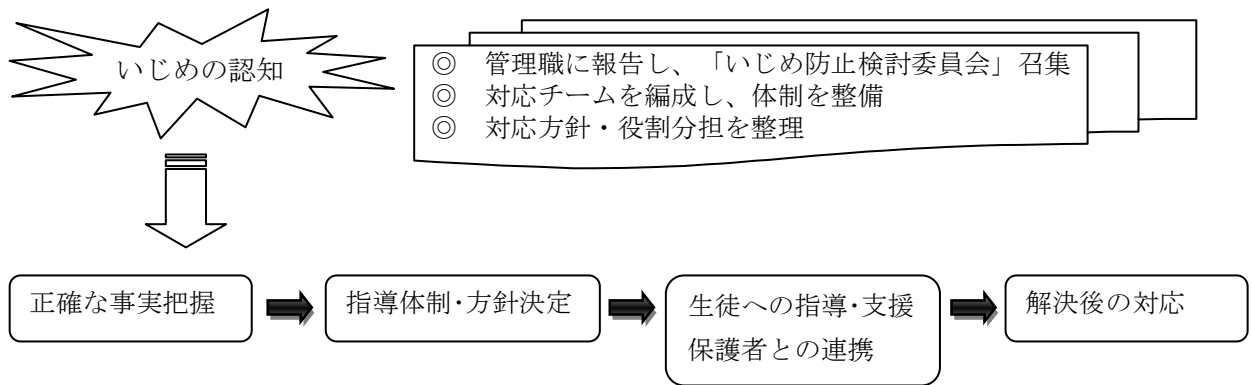 いじめの認知
◎ 管理職に報告し、「いじめ防止検討委員会」召集
◎ 対応チームを編成し、体制を整備
◎ 対応方針・役割分担を整理
正確な事実把握
指導体制・方針決定
生徒への指導・支援
保護者との連携
解決後の対応